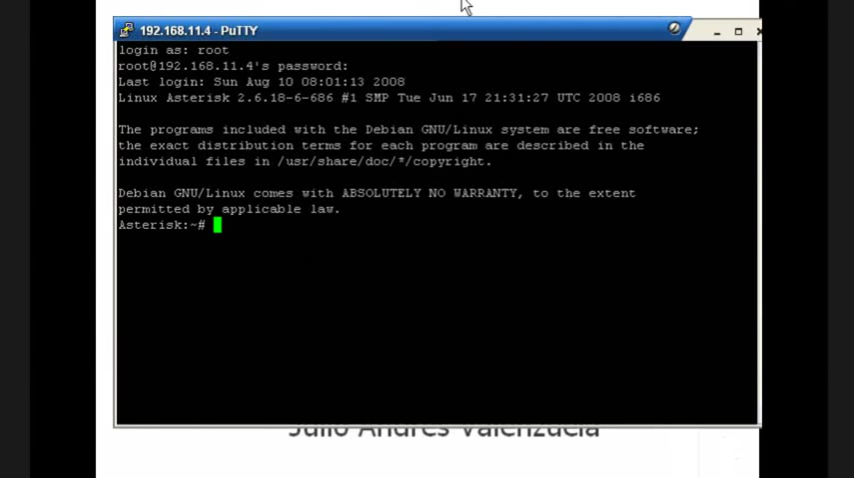 192.168.11.4 - PuTTY
login as: root
root@192.168.11.4's password:
Last login: Sun Aug 10 08:01:13 2008
Linux Asterisk 2.6.18-6-686 #1 SMP Tue Jun 17 21:31:27 UTC 2008 i686
The programs included with the Debian GNU/Linux system are free software;
the exact distribution terms for each program are described in the
individual files in /usr/share/doc/*/copyright.
Debian GNU/Linux comes with ABSOLUTELY NO WARRANTY, to the extent
permitted by applicable law.
Asterisk:~#
Julio Andres Valenzuela